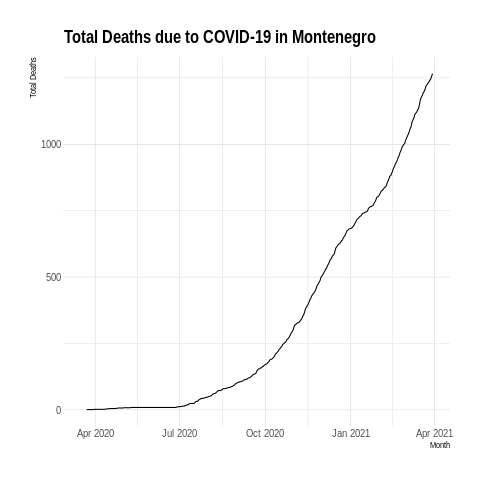 Total Deaths due to COVID-19 in Montenegro
Total Deaths
1000
500
0
Apr 2020 Jul 2020 Oct 2020 Jan 2021 Apr 2021
Month